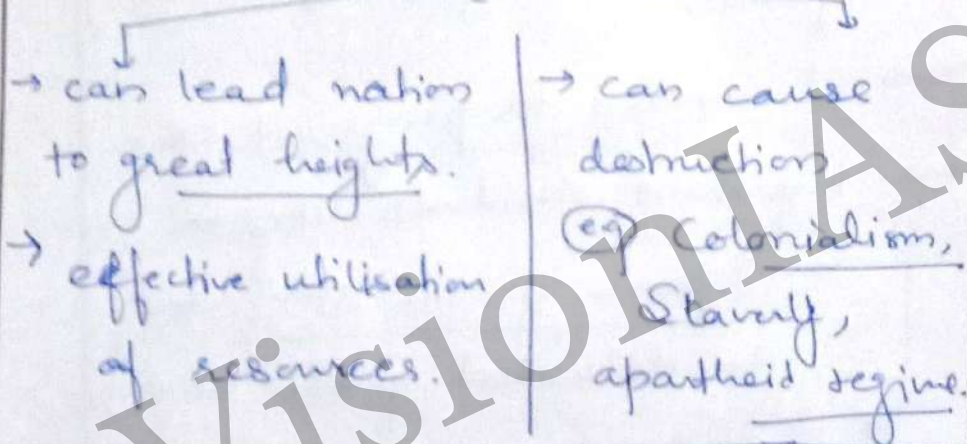 → can lead nation
to great heights.
→ effective utilisation
of resources.
→ can cause
destruction
eg Colonialism,
Slavery,
apartheid regime.
VisionIAS